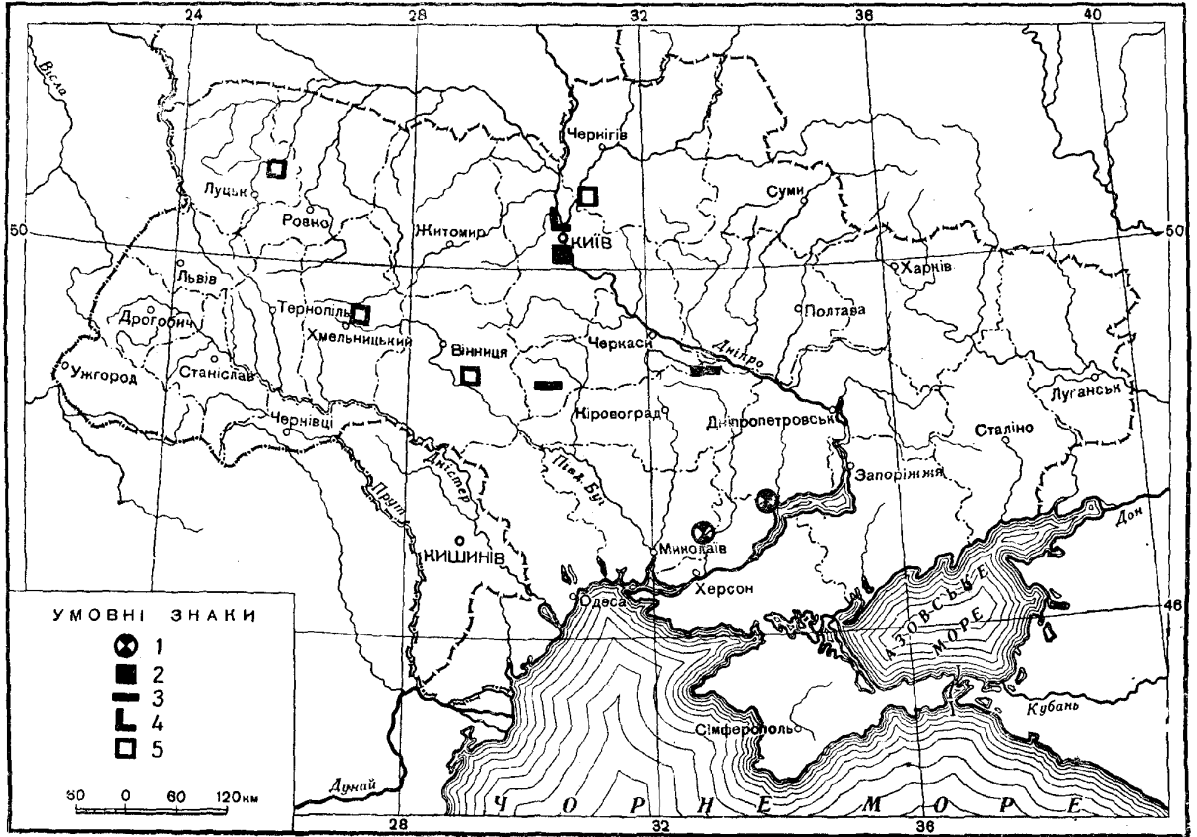 24 28 32 36 40
Вісла
Чернігів
Луцьк
Ровно
Суми
50
Житомир
КИЇВ
50
Львів
Харків
Дрогобич
Тернопіль
Хмельницький
Полтава
Вінниця
Черкаси
Дніпро
Ужгород
Станіслав
Луганськ
Чернівці
Кіровоград
Дніпропетровськ
Сталіно
Дністер
Півд. Буг
Запоріжжя
Прут
Дон
КИШИНІВ
Миколаїв
Херсон
Одеса
46
АЗОВСЬКЕ
МОРЕ
УМОВНІ ЗНАКИ
1
2
3
4
5
Кубань
Сімферополь
Дунай
60 0 60 120 км
ЧОРНЕ МОРЕ
28 32 36